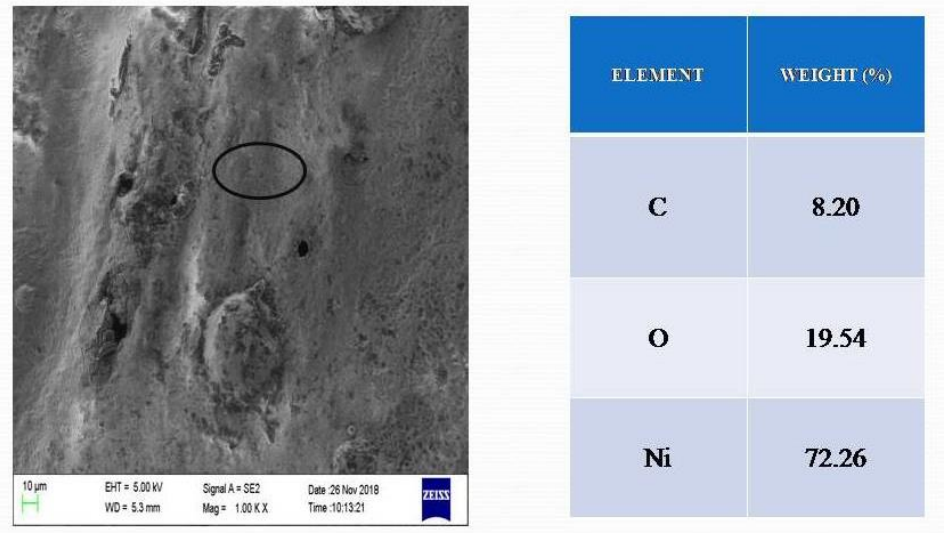 ELEMENT WEIGHT (%)
C 8.20
O 19.54
Ni 72.26
10 µm EHT = 5.00 kV Signal A = SE2 Date :26 Nov 2018 ZEISS
WD = 5.3 mm Mag = 1.00 K X Time :10:13:21